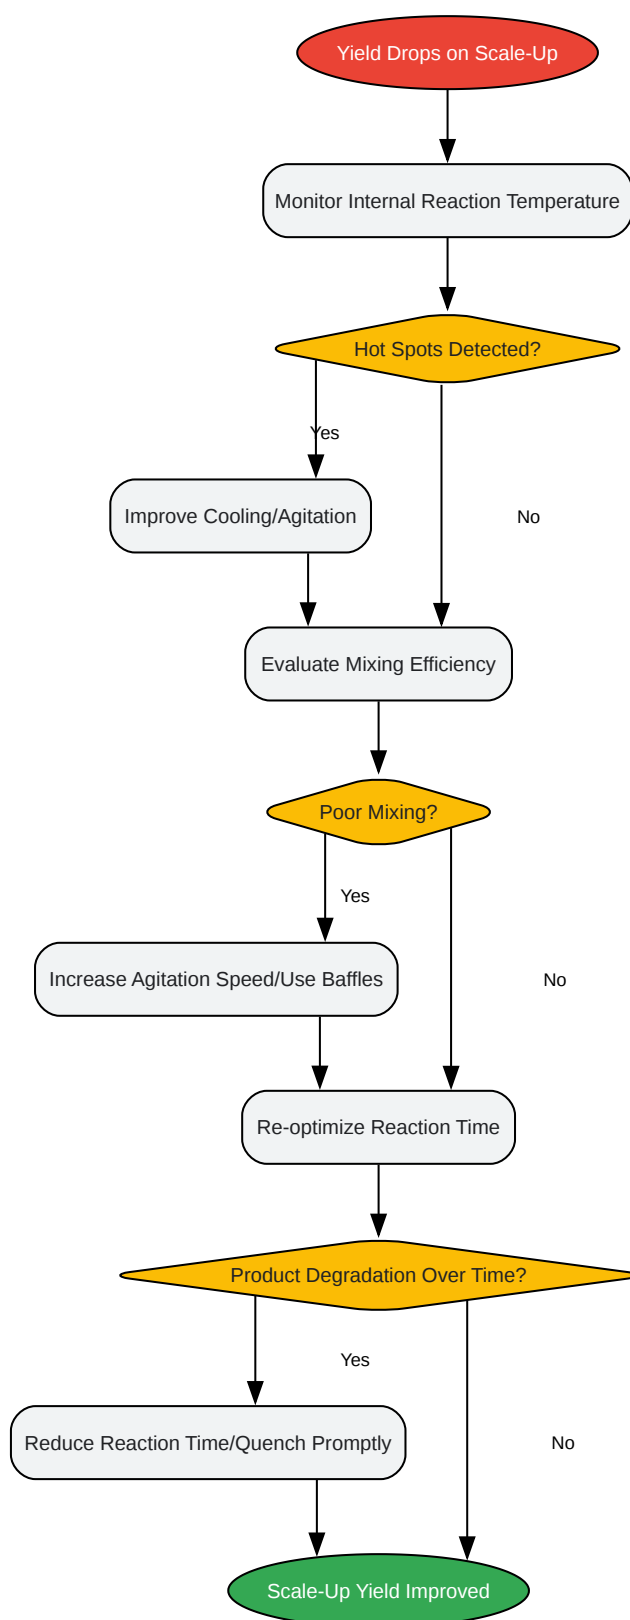 Yield Drops on Scale-Up
Monitor Internal Reaction Temperature
Hot Spots Detected?
Yes
Improve Cooling/Agitation
No
Evaluate Mixing Efficiency
Poor Mixing?
Yes
Increase Agitation Speed/Use Baffles
No
Re-optimize Reaction Time
Product Degradation Over Time?
Yes
Reduce Reaction Time/Quench Promptly
No
Scale-Up Yield Improved